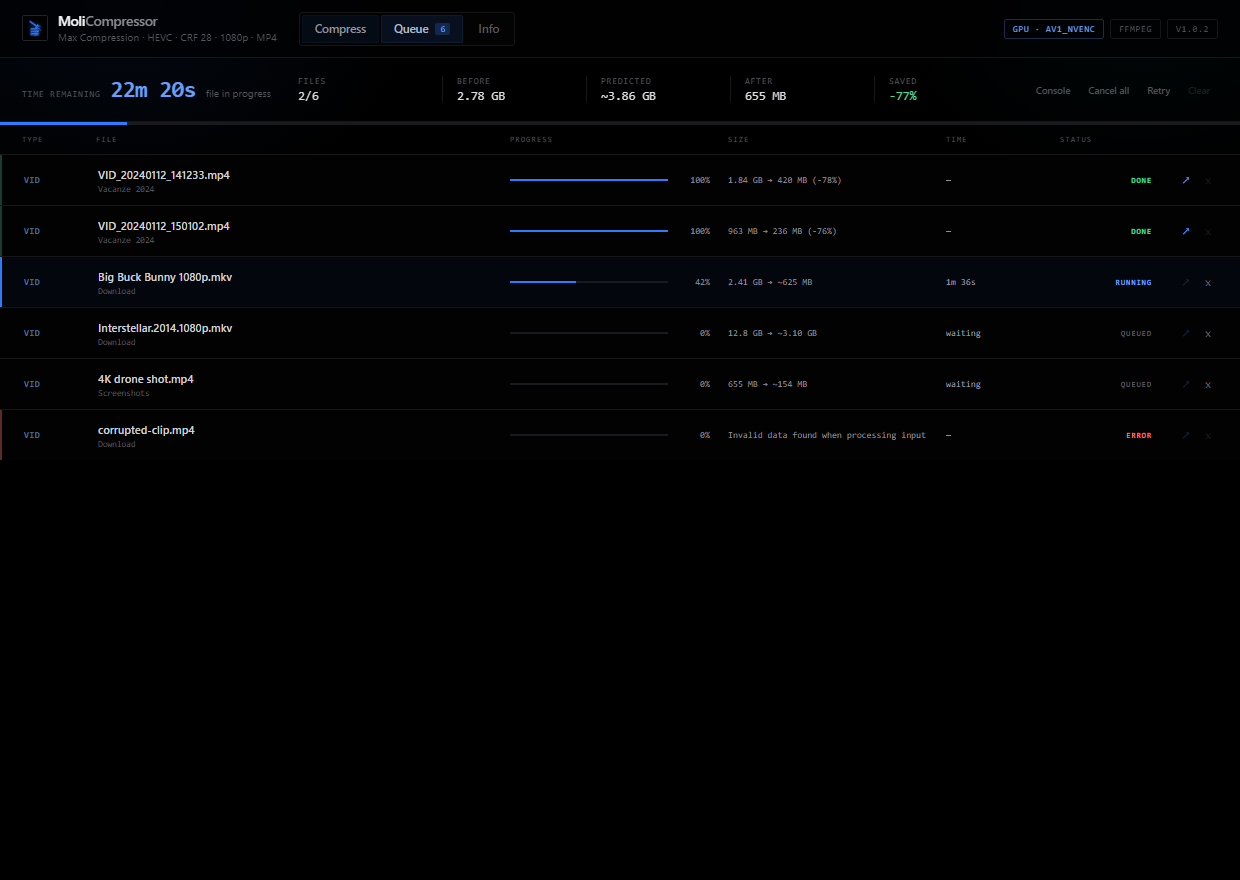 MoliCompressor
Max Compression · HEVC · CRF 28 · 1080p · MP4
Compress Queue 6 Info
GPU · AV1_NVENC FFMPEG V1.0.2
TIME REMAINING 22m 20s file in progress
FILES
2/6
BEFORE
2.78 GB
PREDICTED
~3.86 GB
AFTER
655 MB
SAVED
-77%
Console Cancel all Retry Clear
TYPE FILE PROGRESS SIZE TIME STATUS
VID VID_20240112_141233.mp4 100% 1.84 GB → 420 MB (-78%) — DONE ↗ x
Vacanze 2024
VID VID_20240112_150102.mp4 100% 963 MB → 236 MB (-76%) — DONE ↗ x
Vacanze 2024
VID Big Buck Bunny 1080p.mkv 42% 2.41 GB → ~625 MB 1m 36s RUNNING ↗ x
Download
VID Interstellar.2014.1080p.mkv 0% 12.8 GB → ~3.10 GB waiting QUEUED ↗ x
Download
VID 4K drone shot.mp4 0% 655 MB → ~154 MB waiting QUEUED ↗ x
Screenshots
VID corrupted-clip.mp4 0% Invalid data found when processing input — ERROR ↗ x
Download